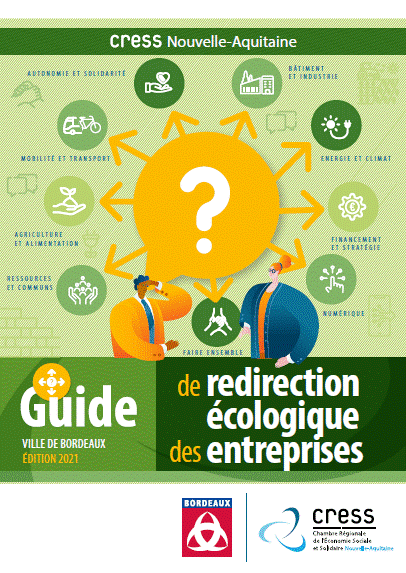 cress Nouvelle-Aquitaine
AUTONOMIE ET SOLIDARITÉ
BÂTIMENT
ET INDUSTRIE
MOBILITÉ ET TRANSPORT
ENERGIE ET CLIMAT
?
AGRICULTURE
ET ALIMENTATION
FINANCEMENT
ET STRATÉGIE
RESSOURCES
ET COMMUNS
NUMÉRIQUE
FAIRE ENSEMBLE
?
Guide
de redirection
écologique
des entreprises
VILLE DE BORDEAUX
ÉDITION 2021
BORDEAUX
cress
Chambre Régionale
de l'Économie Sociale
et Solidaire Nouvelle-Aquitaine